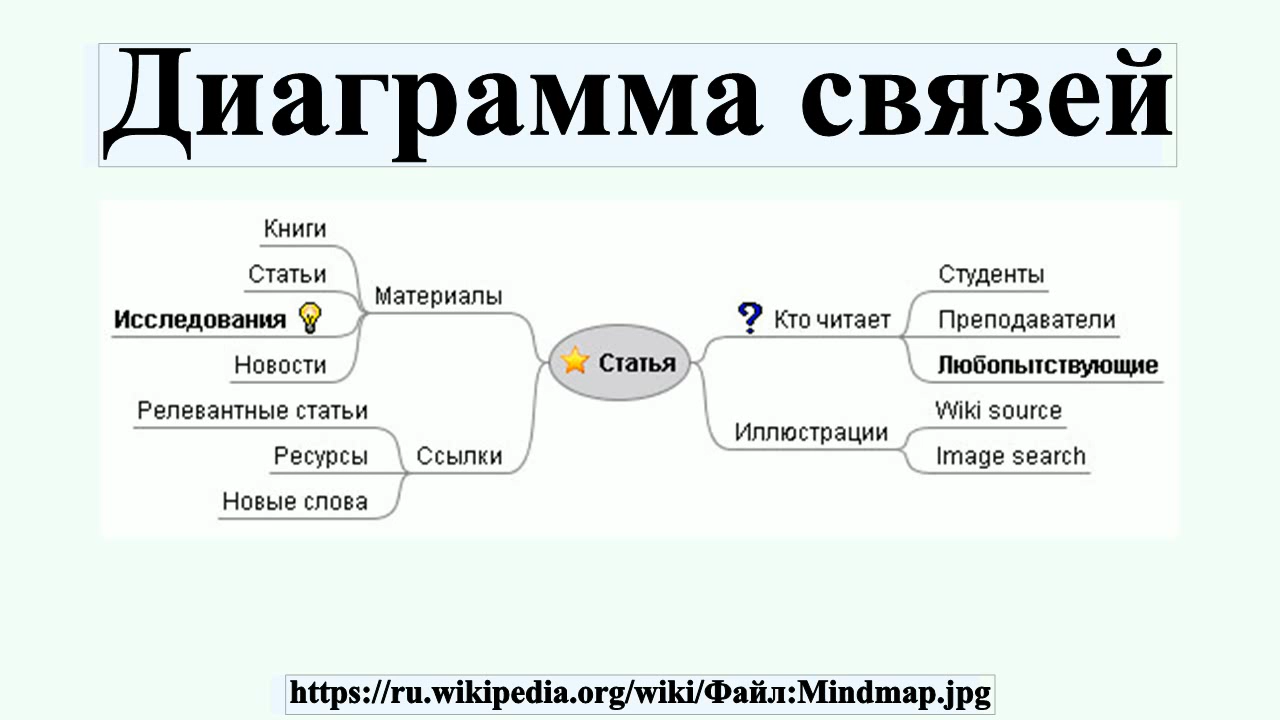 Диаграмма связей
Книги
Статьи
Исследования
Новости
Материалы
Релевантные статьи
Ресурсы
Новые слова
Ссылки
Статья
Кто читает
Студенты
Преподаватели
Любопытствующие
Иллюстрации
Wiki source
Image search
https://ru.wikipedia.org/wiki/Файл:Mindmap.jpg